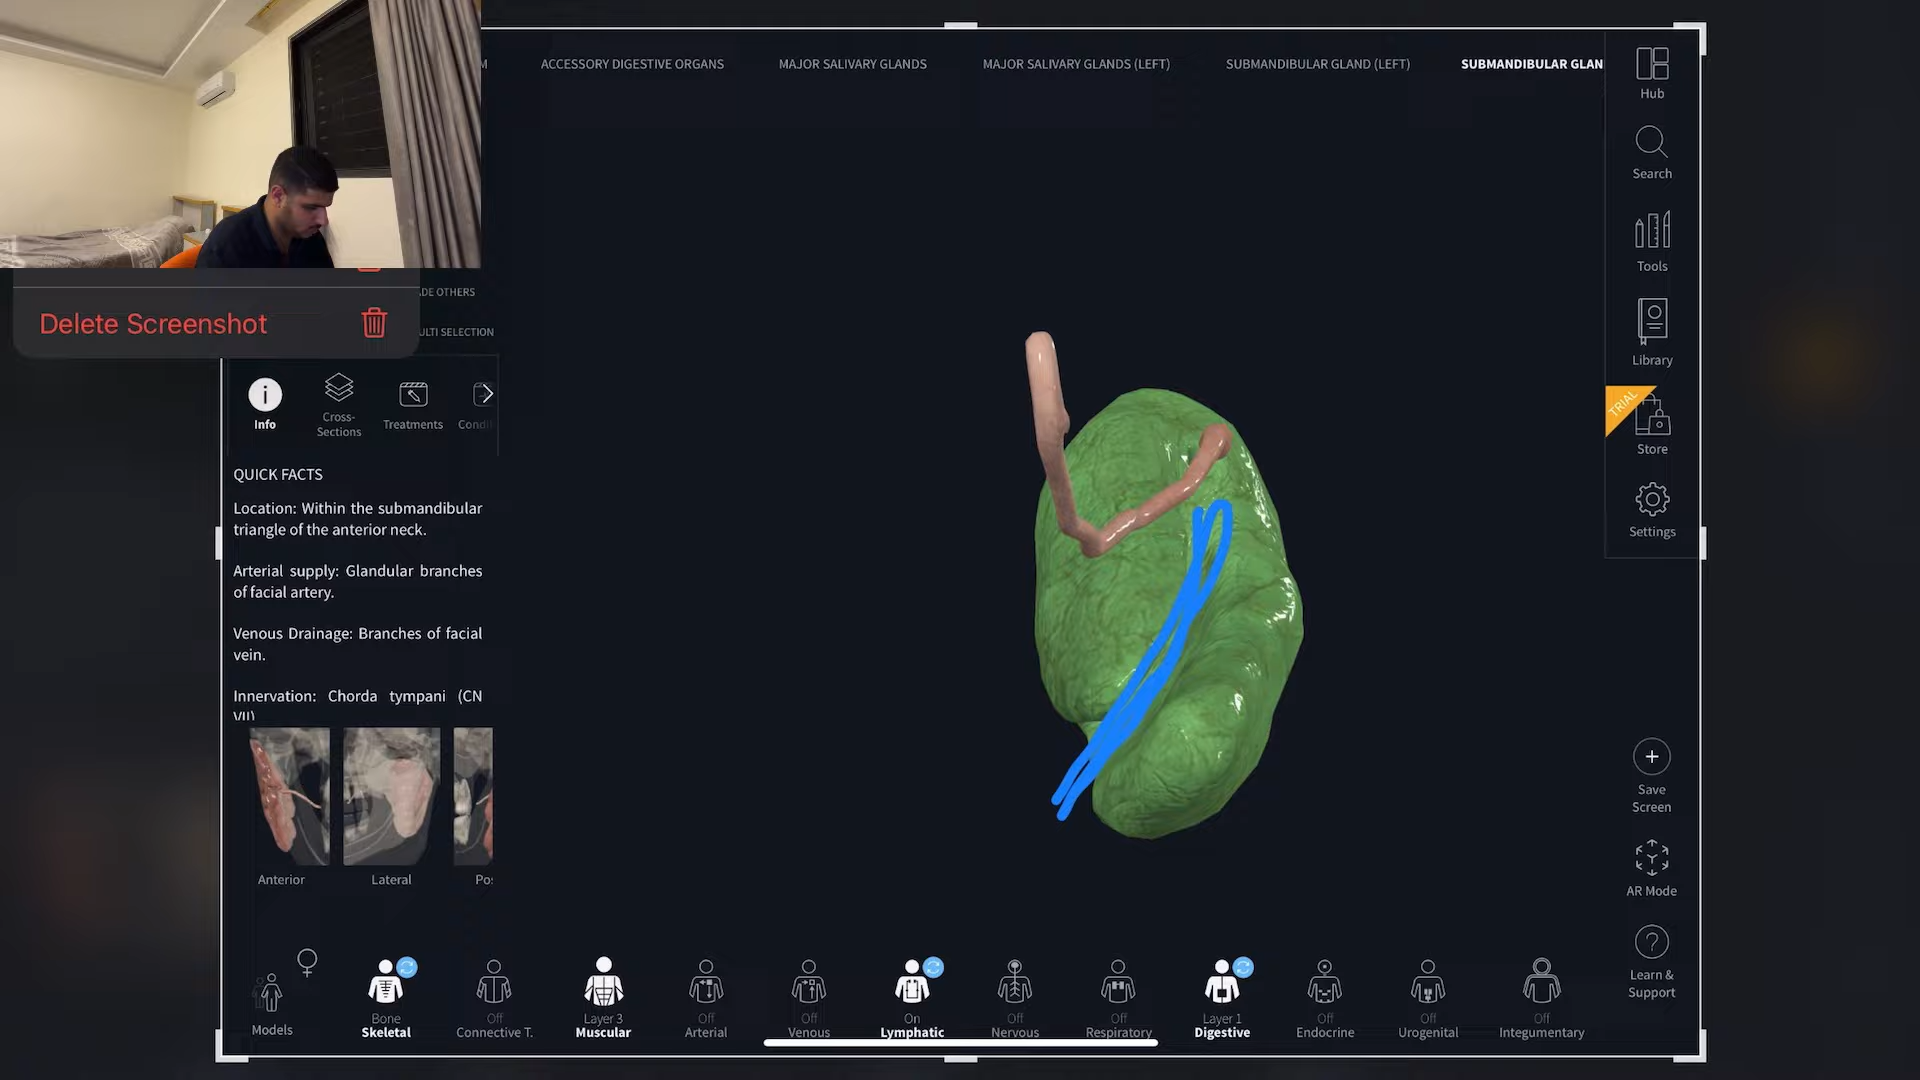 ACCESSORY DIGESTIVE ORGANS
MAJOR SALIVARY GLANDS
MAJOR SALIVARY GLANDS (LEFT)
SUBMANDIBULAR GLAND (LEFT)
SUBMANDIBULAR GLAN
Hub
Search
Tools
Library
TRIAL
Store
Settings
Delete Screenshot
DE OTHERS
ULTI SELECTION
Info
Cross-
Sections
Treatments
Condi
QUICK FACTS
Location: Within the submandibular
triangle of the anterior neck.
Arterial supply: Glandular branches
of facial artery.
Venous Drainage: Branches of facial
vein.
Innervation: Chorda tympani (CN
VII)
Anterior
Lateral
Pos
Save
Screen
AR Mode
Learn &
Support
Models
Bone
Skeletal
Off
Connective T.
Layer 3
Muscular
Off
Arterial
Off
Venous
On
Lymphatic
Off
Nervous
Off
Respiratory
Layer 1
Digestive
Off
Endocrine
Off
Urogenital
Off
Integumentary